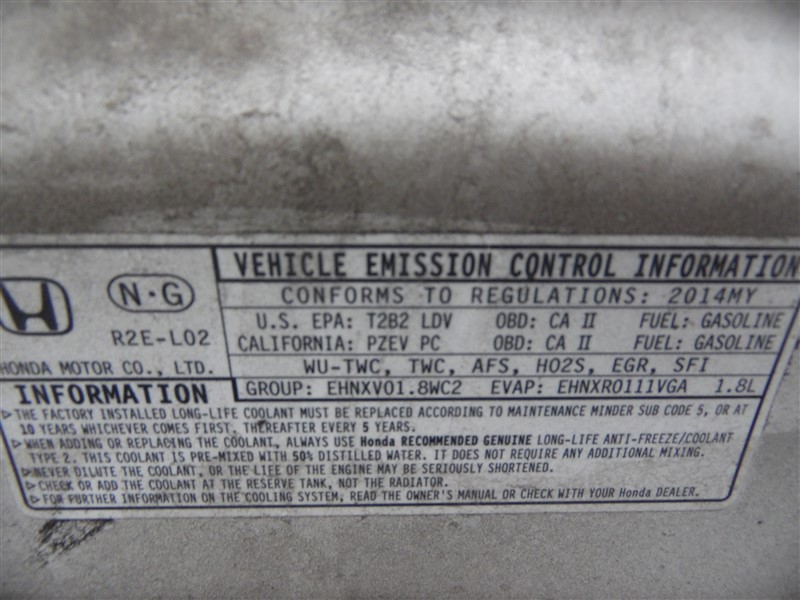 VEHICLE EMISSION CONTROL INFORMATION
N·G
CONFORMS TO REGULATIONS: 2014MY
R2E-L02
U.S. EPA: T2B2 LDV OBD: CA II FUEL: GASOLINE
CALIFORNIA: PZEV PC OBD: CA II FUEL: GASOLINE
HONDA MOTOR CO., LTD.
WU-TWC, TWC, AFS, HO2S, EGR, SFI
INFORMATION
GROUP: EHNXV01.8WC2 EVAP: EHNXR0111VGA 1.8L
▷THE FACTORY INSTALLED LONG-LIFE COOLANT MUST BE REPLACED ACCORDING TO MAINTENANCE MINDER SUB CODE 5, OR AT
10 YEARS WHICHEVER COMES FIRST. THEREAFTER EVERY 5 YEARS.
▷WHEN ADDING OR REPLACING THE COOLANT, ALWAYS USE Honda RECOMMENDED GENUINE LONG-LIFE ANTI-FREEZE/COOLANT
TYPE 2. THIS COOLANT IS PRE-MIXED WITH 50% DISTILLED WATER. IT DOES NOT REQUIRE ANY ADDITIONAL MIXING.
▷NEVER DILUTE THE COOLANT, OR THE LIFE OF THE ENGINE MAY BE SERIOUSLY SHORTENED.
▷CHECK OR ADD THE COOLANT AT THE RESERVE TANK, NOT THE RADIATOR.
▷FOR FURTHER INFORMATION ON THE COOLING SYSTEM, READ THE OWNER'S MANUAL OR CHECK WITH YOUR Honda DEALER.